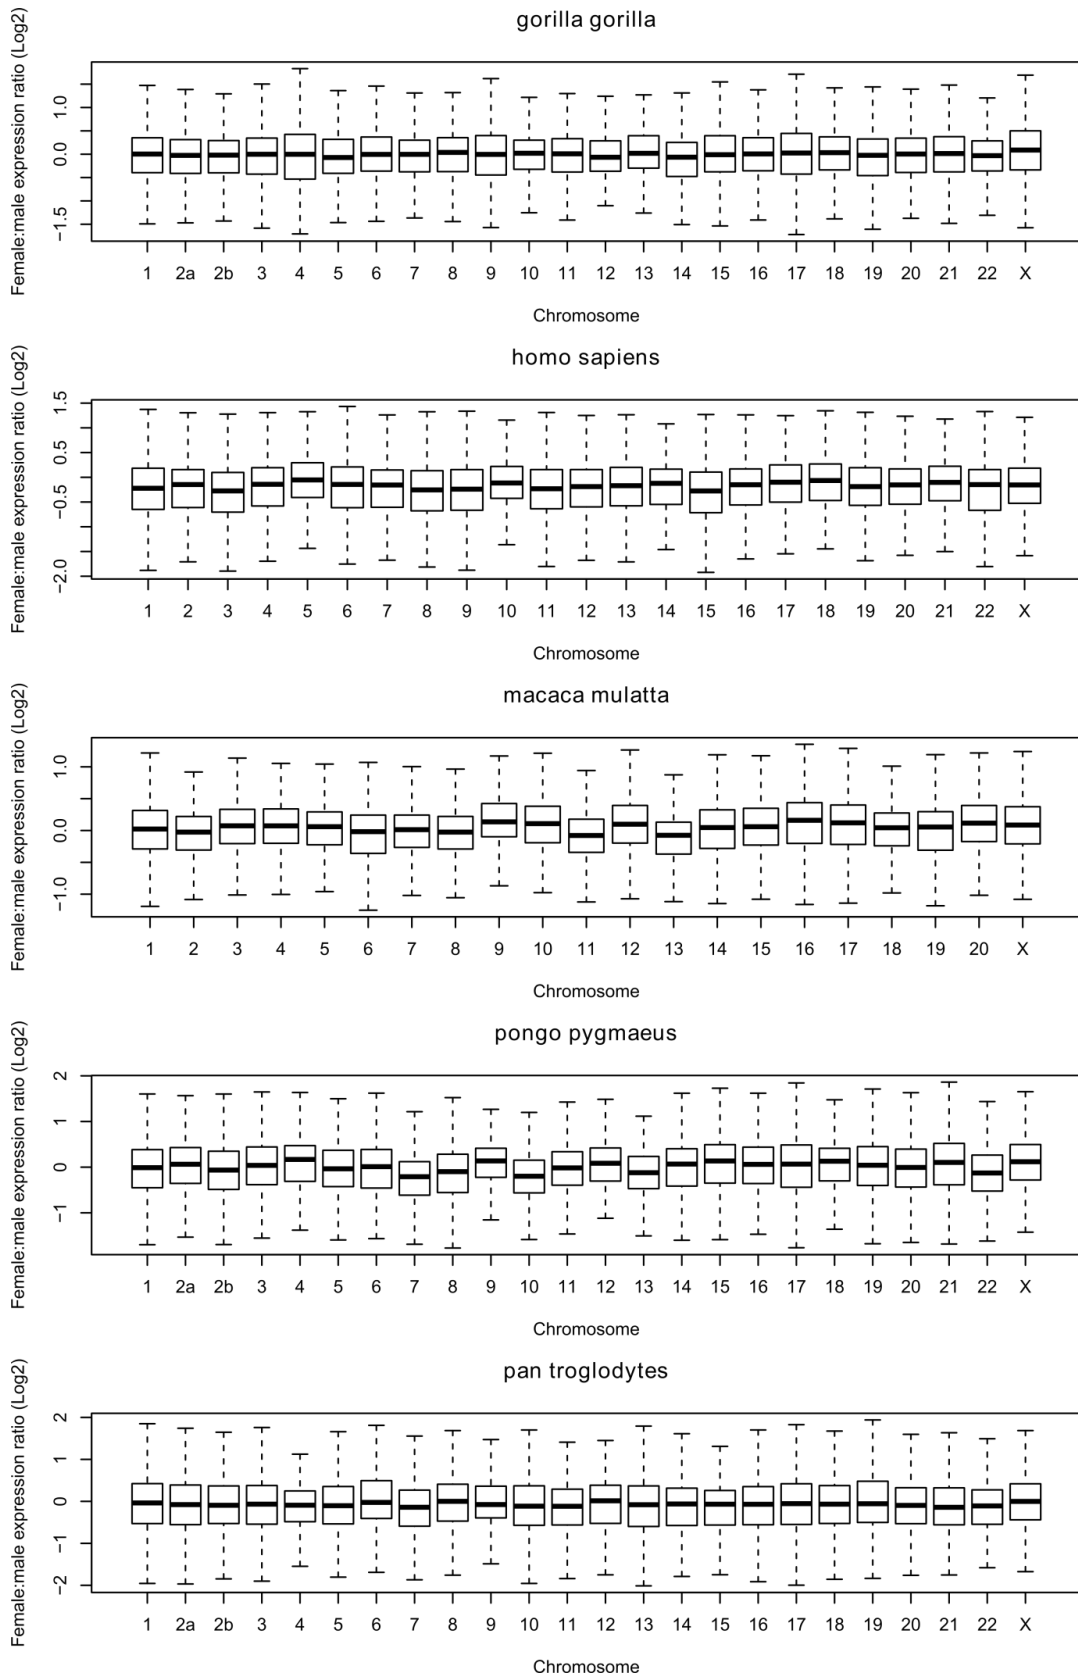 gorilla gorilla
Female:male expression ratio (Log2)
1.0
0.0
−1.5
1 2a 2b 3 4 5 6 7 8 9 10 11 12 13 14 15 16 17 18 19 20 21 22 X
Chromosome
homo sapiens
Female:male expression ratio (Log2)
1.5
0.5
−0.5
−2.0
1 2 3 4 5 6 7 8 9 10 11 12 13 14 15 16 17 18 19 20 21 22 X
Chromosome
macaca mulatta
Female:male expression ratio (Log2)
1.0
0.0
−1.0
1 2 3 4 5 6 7 8 9 10 11 12 13 14 15 16 17 18 19 20 X
Chromosome
pongo pygmaeus
Female:male expression ratio (Log2)
2
1
0
−1
1 2a 2b 3 4 5 6 7 8 9 10 11 12 13 14 15 16 17 18 19 20 21 22 X
Chromosome
pan troglodytes
Female:male expression ratio (Log2)
2
1
0
−1
−2
1 2a 2b 3 4 5 6 7 8 9 10 11 12 13 14 15 16 17 18 19 20 21 22 X
Chromosome